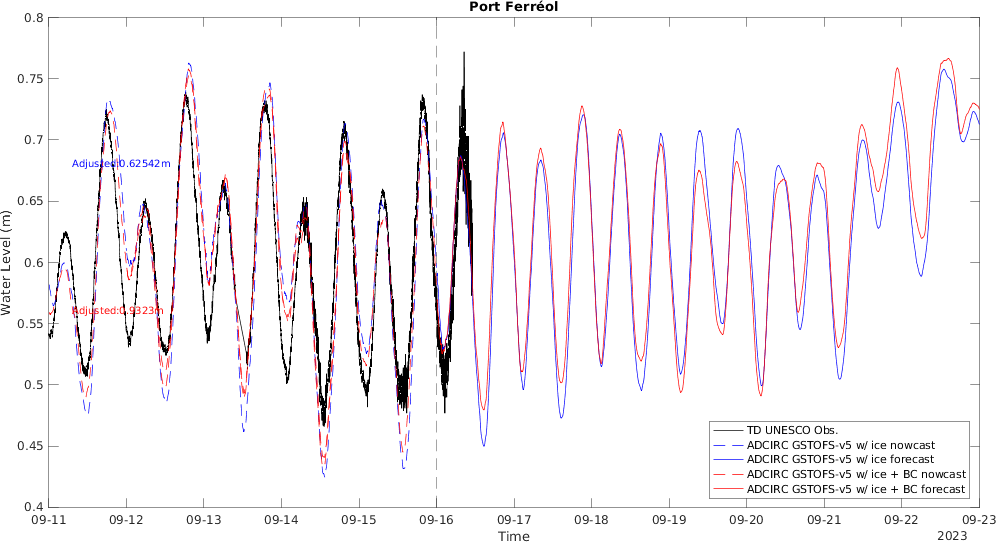 Port Ferréol
Water Level (m)
0.8
0.75
0.7
0.65
0.6
0.55
0.5
0.45
0.4
Adjusted:0.62542m
Adjusted:0.9323m
TD UNESCO Obs.
ADCIRC GSTOFS-v5 w/ ice nowcast
ADCIRC GSTOFS-v5 w/ ice forecast
ADCIRC GSTOFS-v5 w/ ice + BC nowcast
ADCIRC GSTOFS-v5 w/ ice + BC forecast
09-11 09-12 09-13 09-14 09-15 09-16 09-17 09-18 09-19 09-20 09-21 09-22 09-23
Time
2023